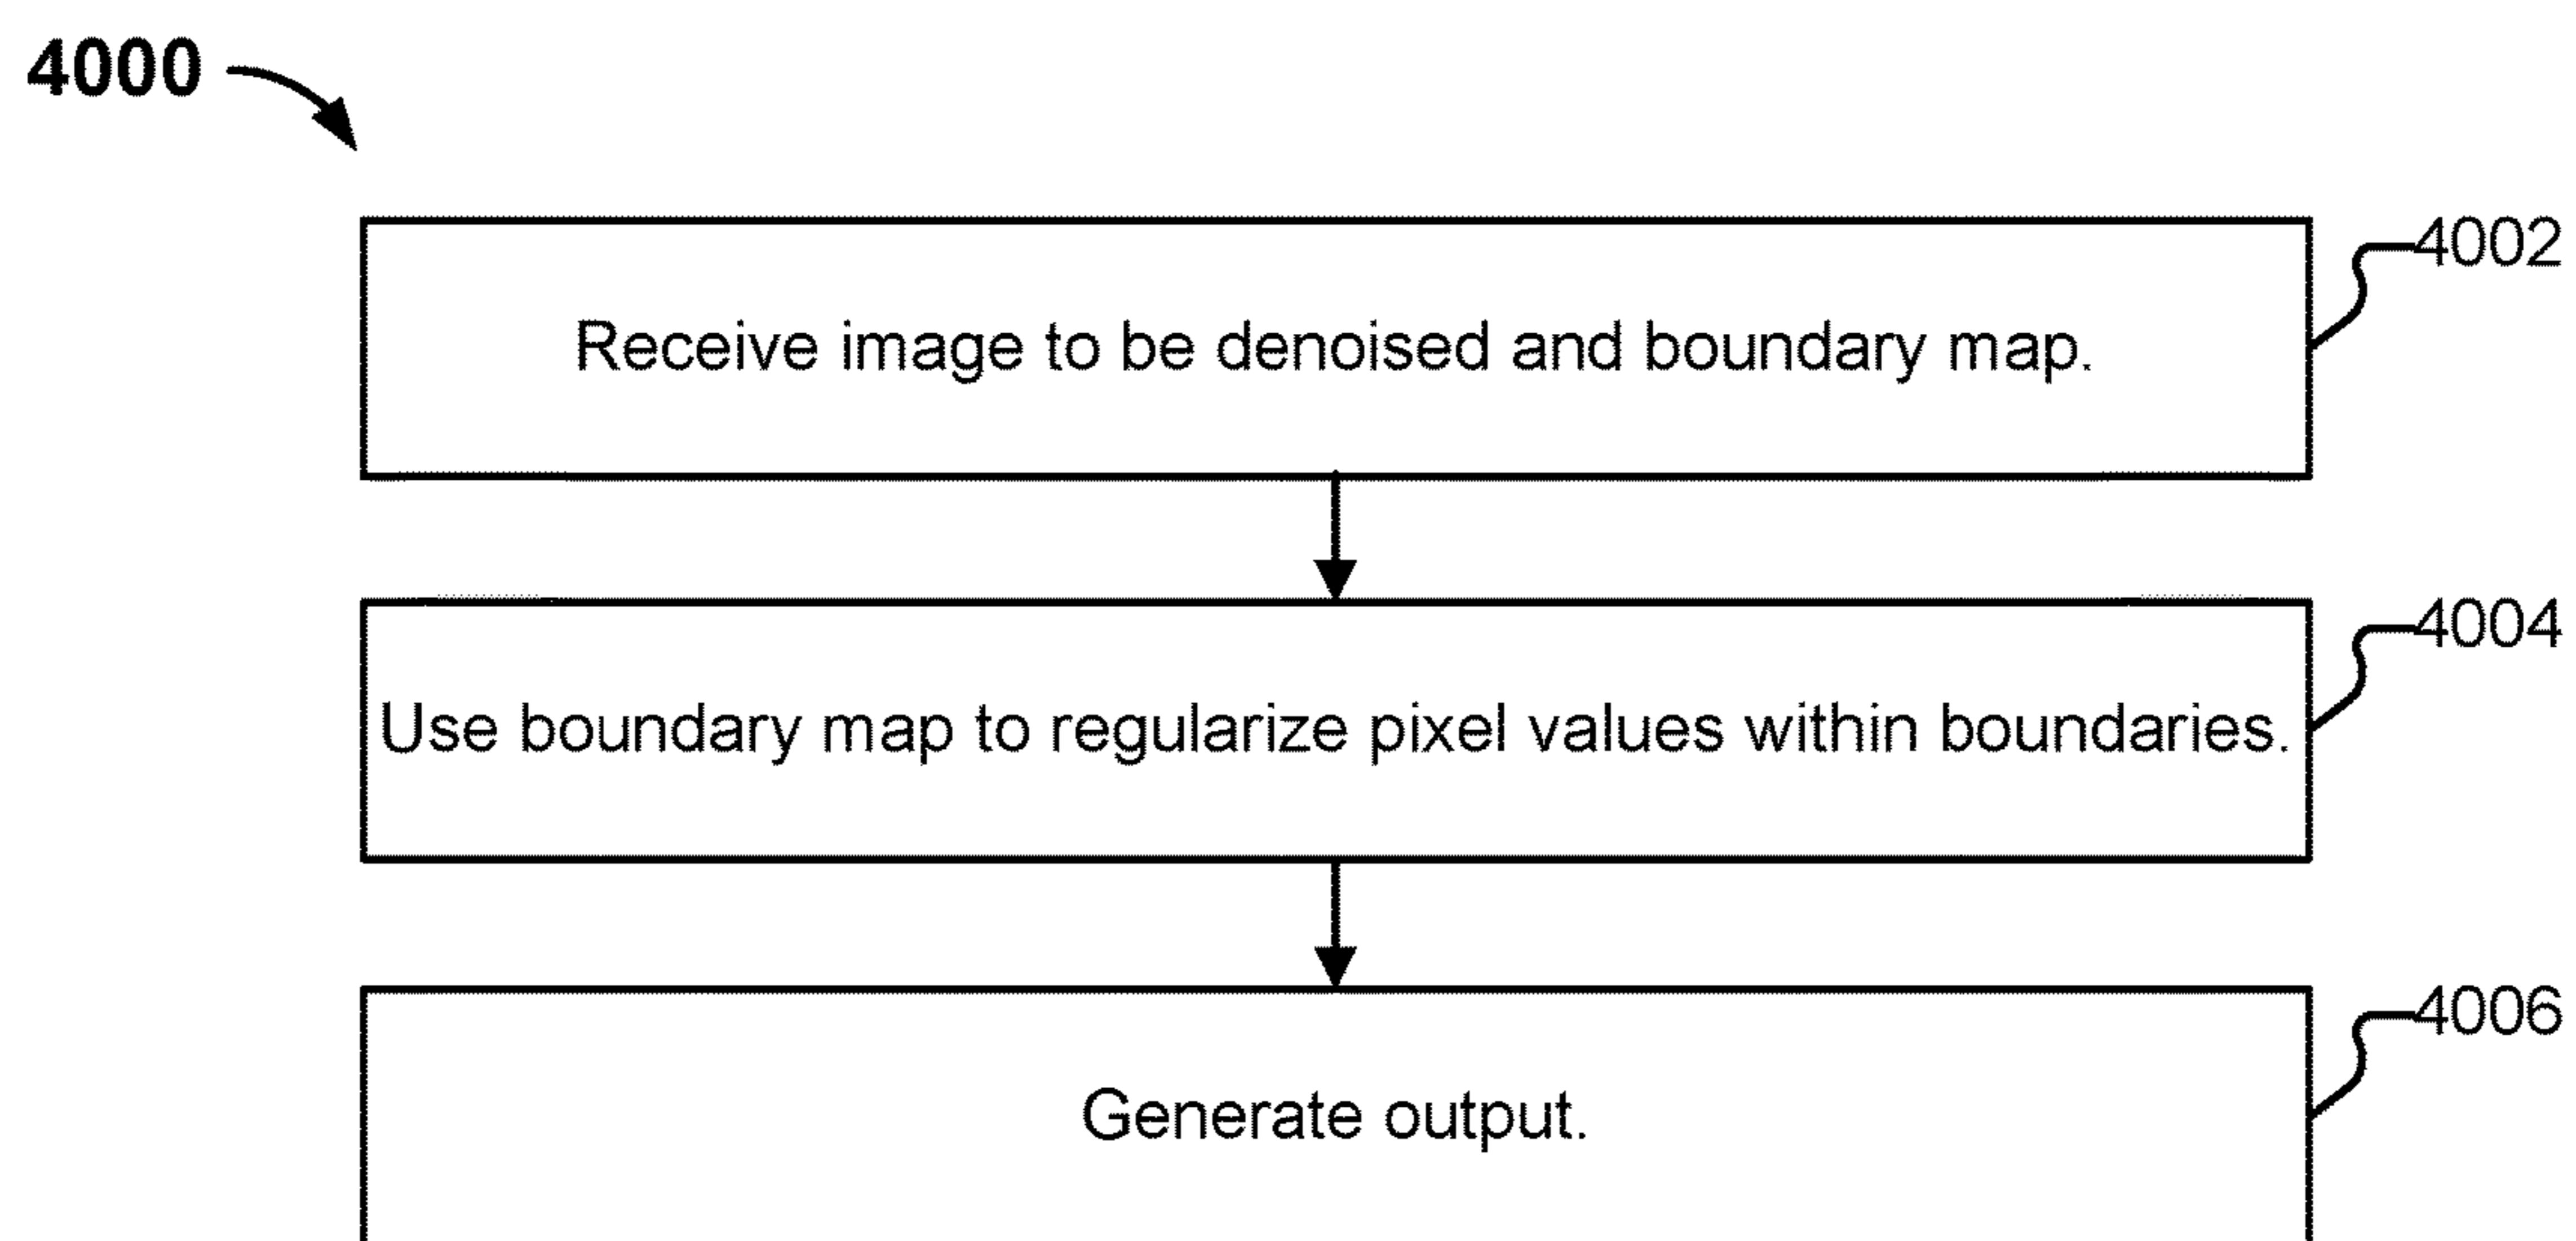 4000
4002
Receive image to be denoised and boundary map.
4004
Use boundary map to regularize pixel values within boundaries.
4006
Generate output.